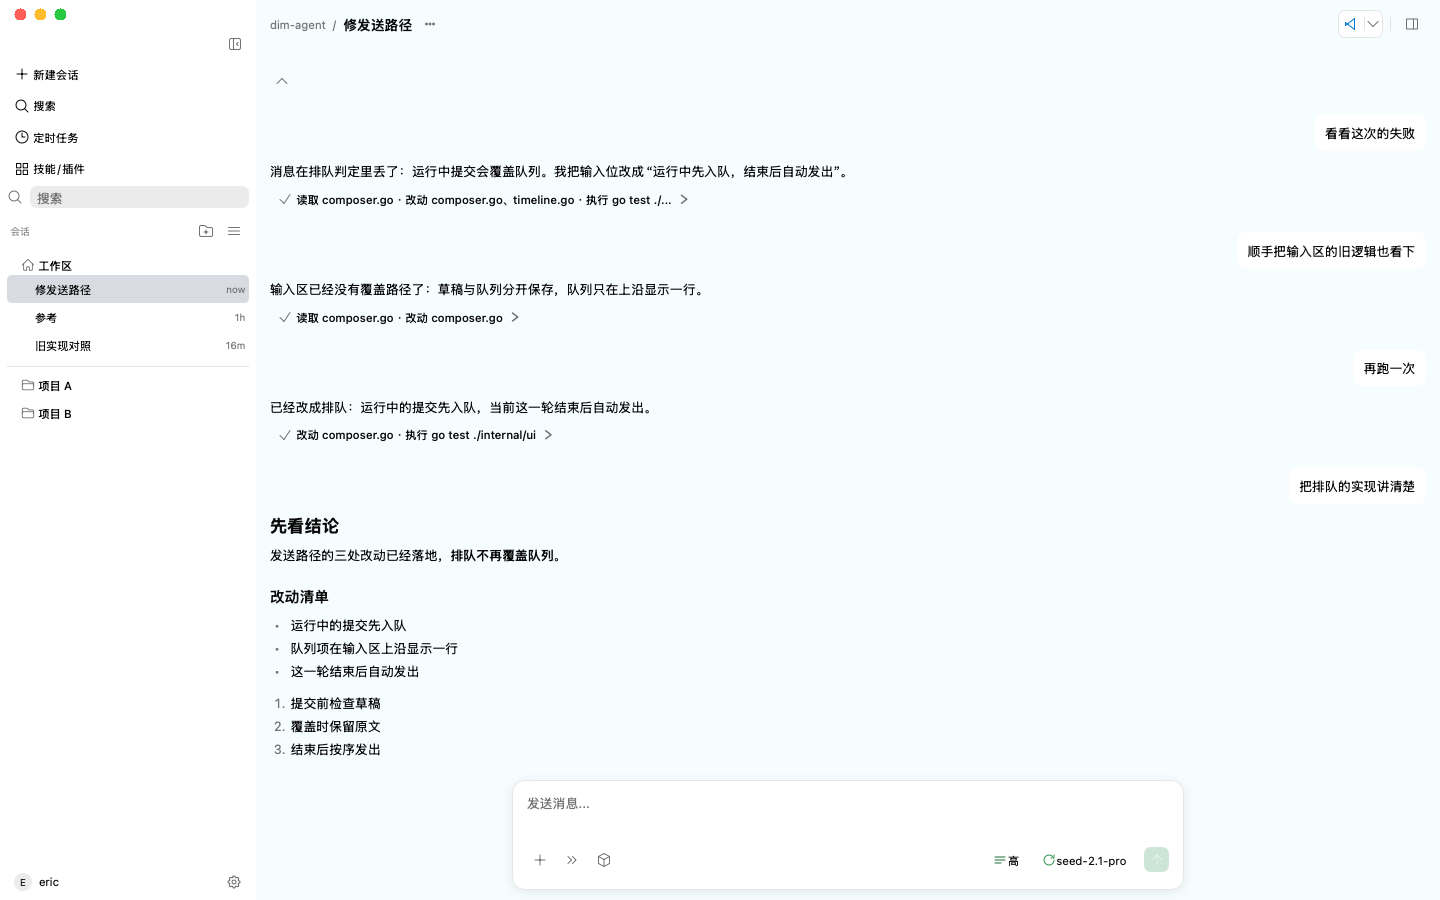 dim-agent / 修发送路径 ···
新建会话
搜索
定时任务
技能/插件
搜索
会话
工作区
修发送路径 now
参考 1h
旧实现对照 16m
项目 A
项目 B
E eric
看看这次的失败
消息在排队判定里丢了：运行中提交会覆盖队列。我把输入位改成“运行中先入队，结束后自动发出”。
读取 composer.go · 改动 composer.go、timeline.go · 执行 go test ./...
顺手把输入区的旧逻辑也看下
输入区已经没有覆盖路径了：草稿与队列分开保存，队列只在上沿显示一行。
读取 composer.go · 改动 composer.go
再跑一次
已经改成排队：运行中的提交先入队，当前这一轮结束后自动发出。
改动 composer.go · 执行 go test ./internal/ui
把排队的实现讲清楚
先看结论
发送路径的三处改动已经落地，排队不再覆盖队列。
改动清单
• 运行中的提交先入队
• 队列项在输入区上沿显示一行
• 这一轮结束后自动发出
1. 提交前检查草稿
2. 覆盖时保留原文
3. 结束后按序发出
发送消息...
高 seed-2.1-pro